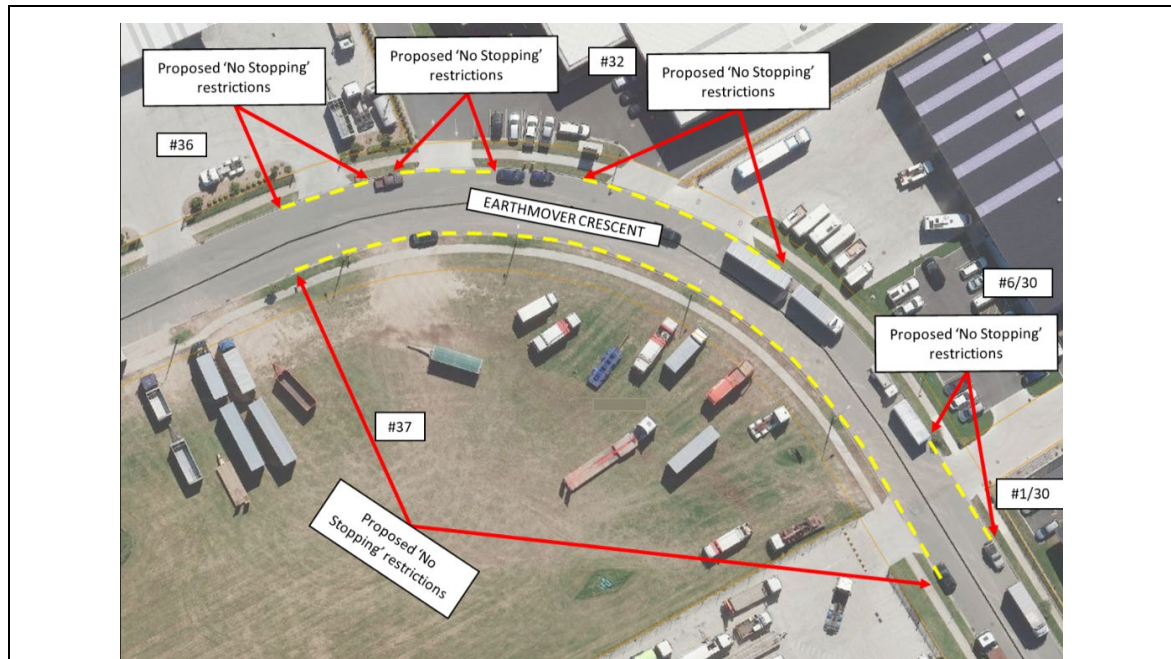 Proposed ‘No Stopping’
restrictions
Proposed ‘No Stopping’
restrictions
#32
Proposed ‘No Stopping’
restrictions
#36
EARTHMOVER CRESCENT
#6/30
Proposed ‘No Stopping’
restrictions
#37
#1/30
Proposed ‘No
Stopping’ restrictions